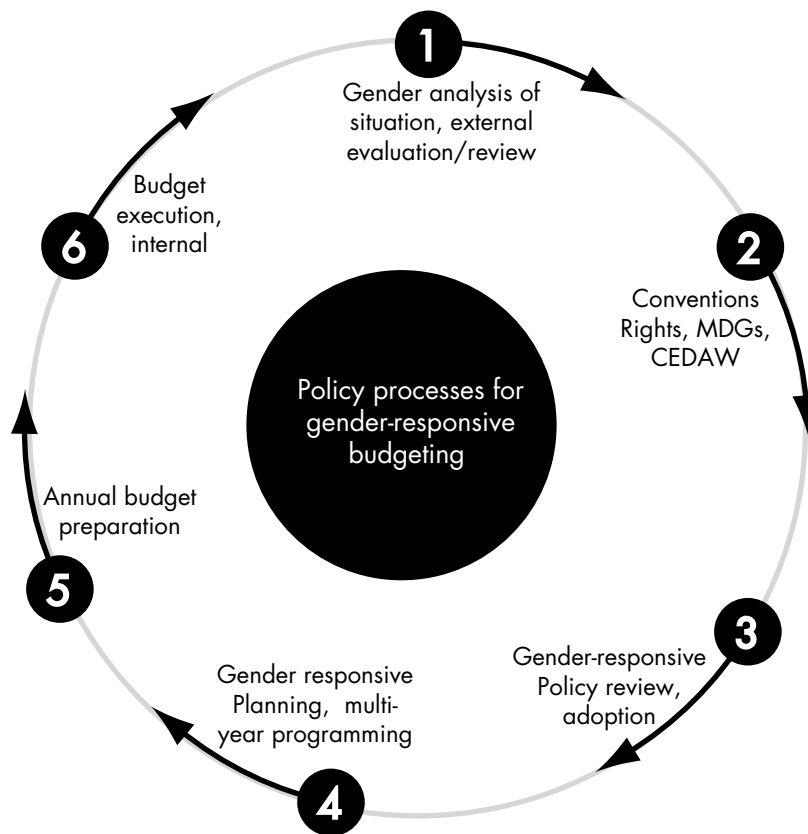 1
Gender analysis of
situation, external
evaluation/review
2
Conventions
Rights, MDGs,
CEDAW
3
Gender-responsive
Policy review,
adoption
4
Gender responsive
Planning, multi-
year programming
5
Annual budget
preparation
6
Budget
execution,
internal
Policy processes for
gender-responsive
budgeting